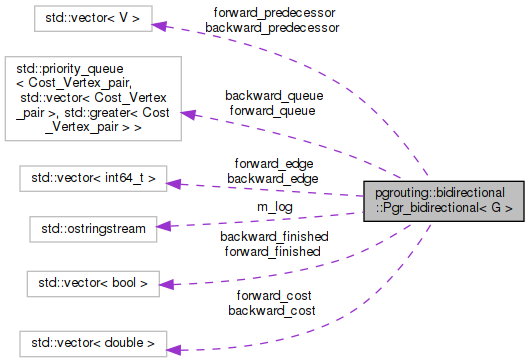 std::vector< V >
forward_predecessor
backward_predecessor
std::priority_queue
< Cost_Vertex_pair,
std::vector< Cost_Vertex
_pair >, std::greater< Cost
_Vertex_pair > >
backward_queue
forward_queue
std::vector< int64_t >
forward_edge
backward_edge
pgrouting::bidirectional
::Pgr_bidirectional< G >
std::ostringstream
m_log
std::vector< bool >
backward_finished
forward_finished
std::vector< double >
forward_cost
backward_cost